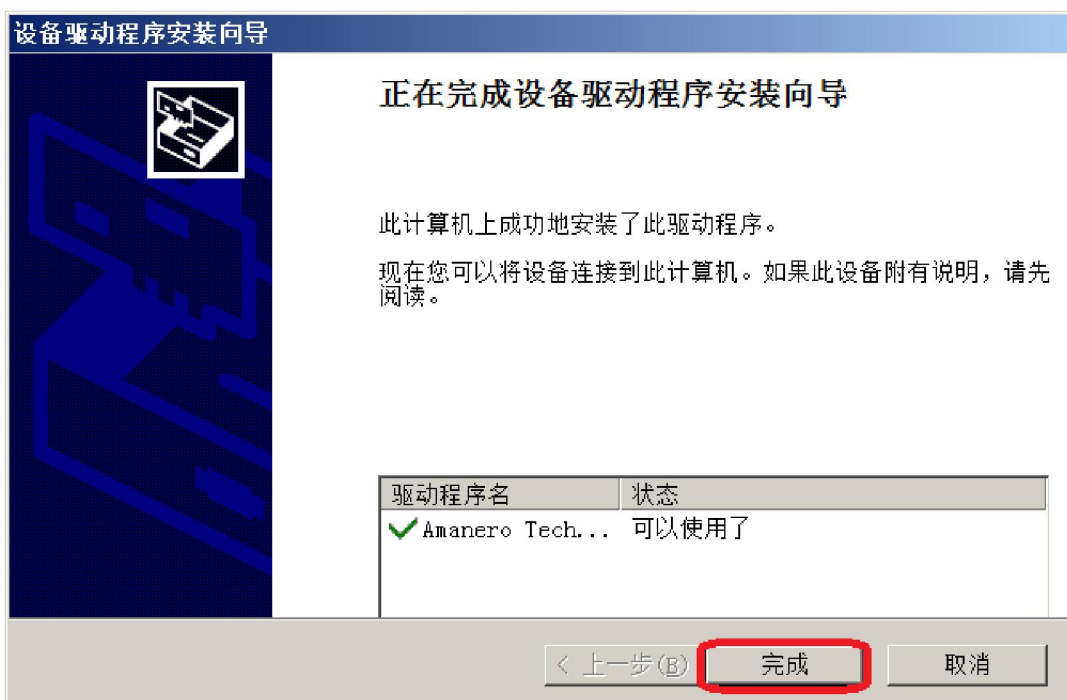 设备驱动程序安装向导
正在完成设备驱动程序安装向导
此计算机上成功地安装了此驱动程序。
现在您可以将设备连接到此计算机。如果此设备附有说明，请先
阅读。
驱动程序名 状态
Amanero Tech... 可以使用了
< 上一步(B) 完成 取消